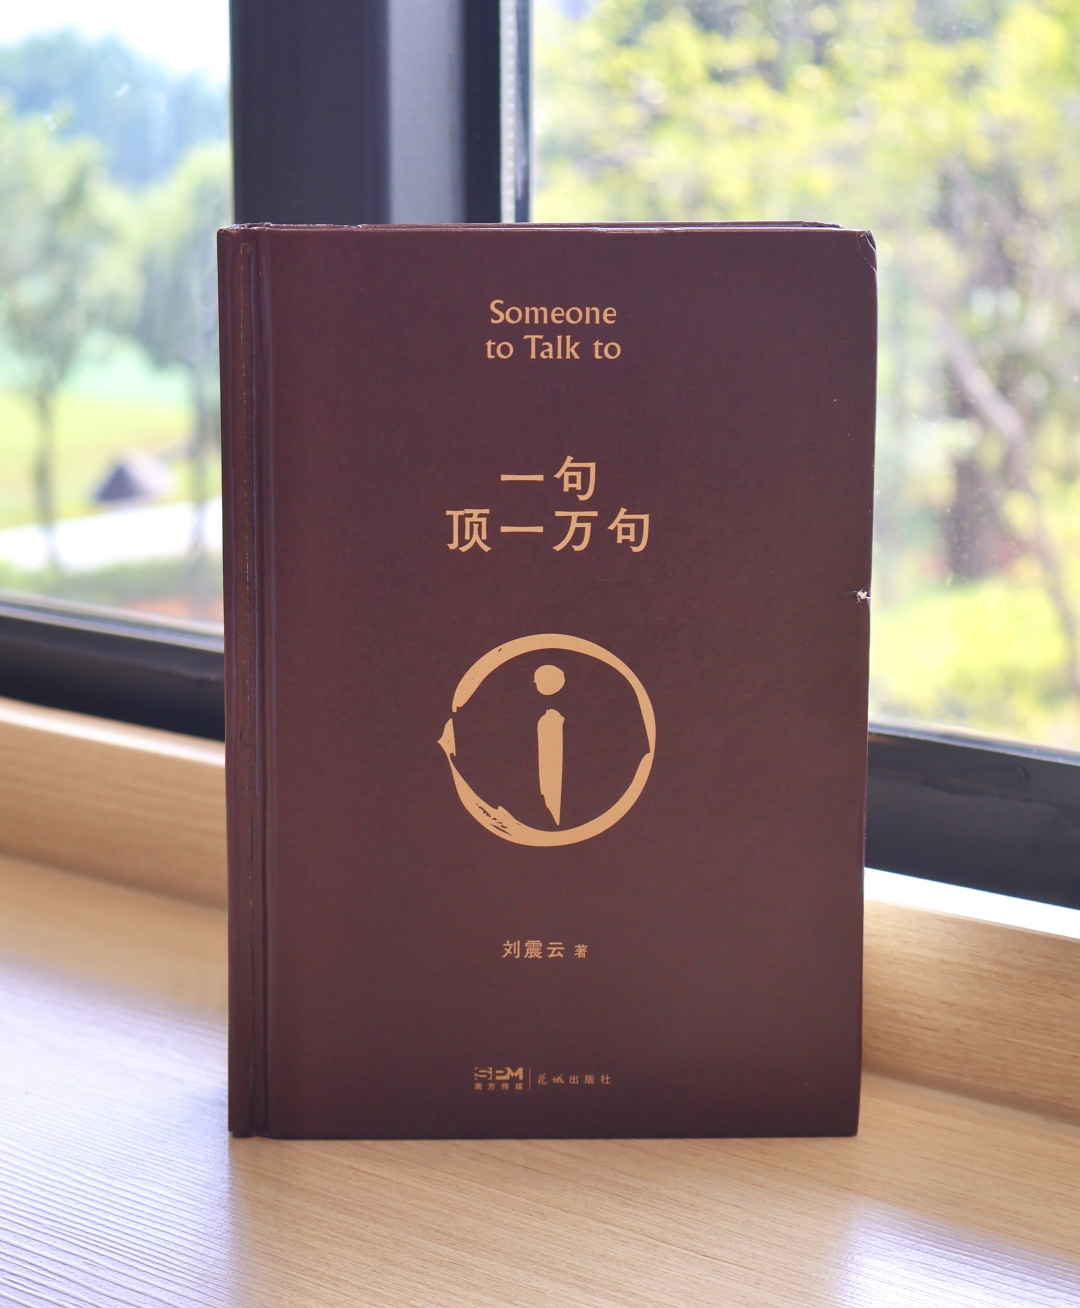 Someone
to Talk to
一句
顶一万句
刘震云 著
SPM
南方传媒
花城出版社